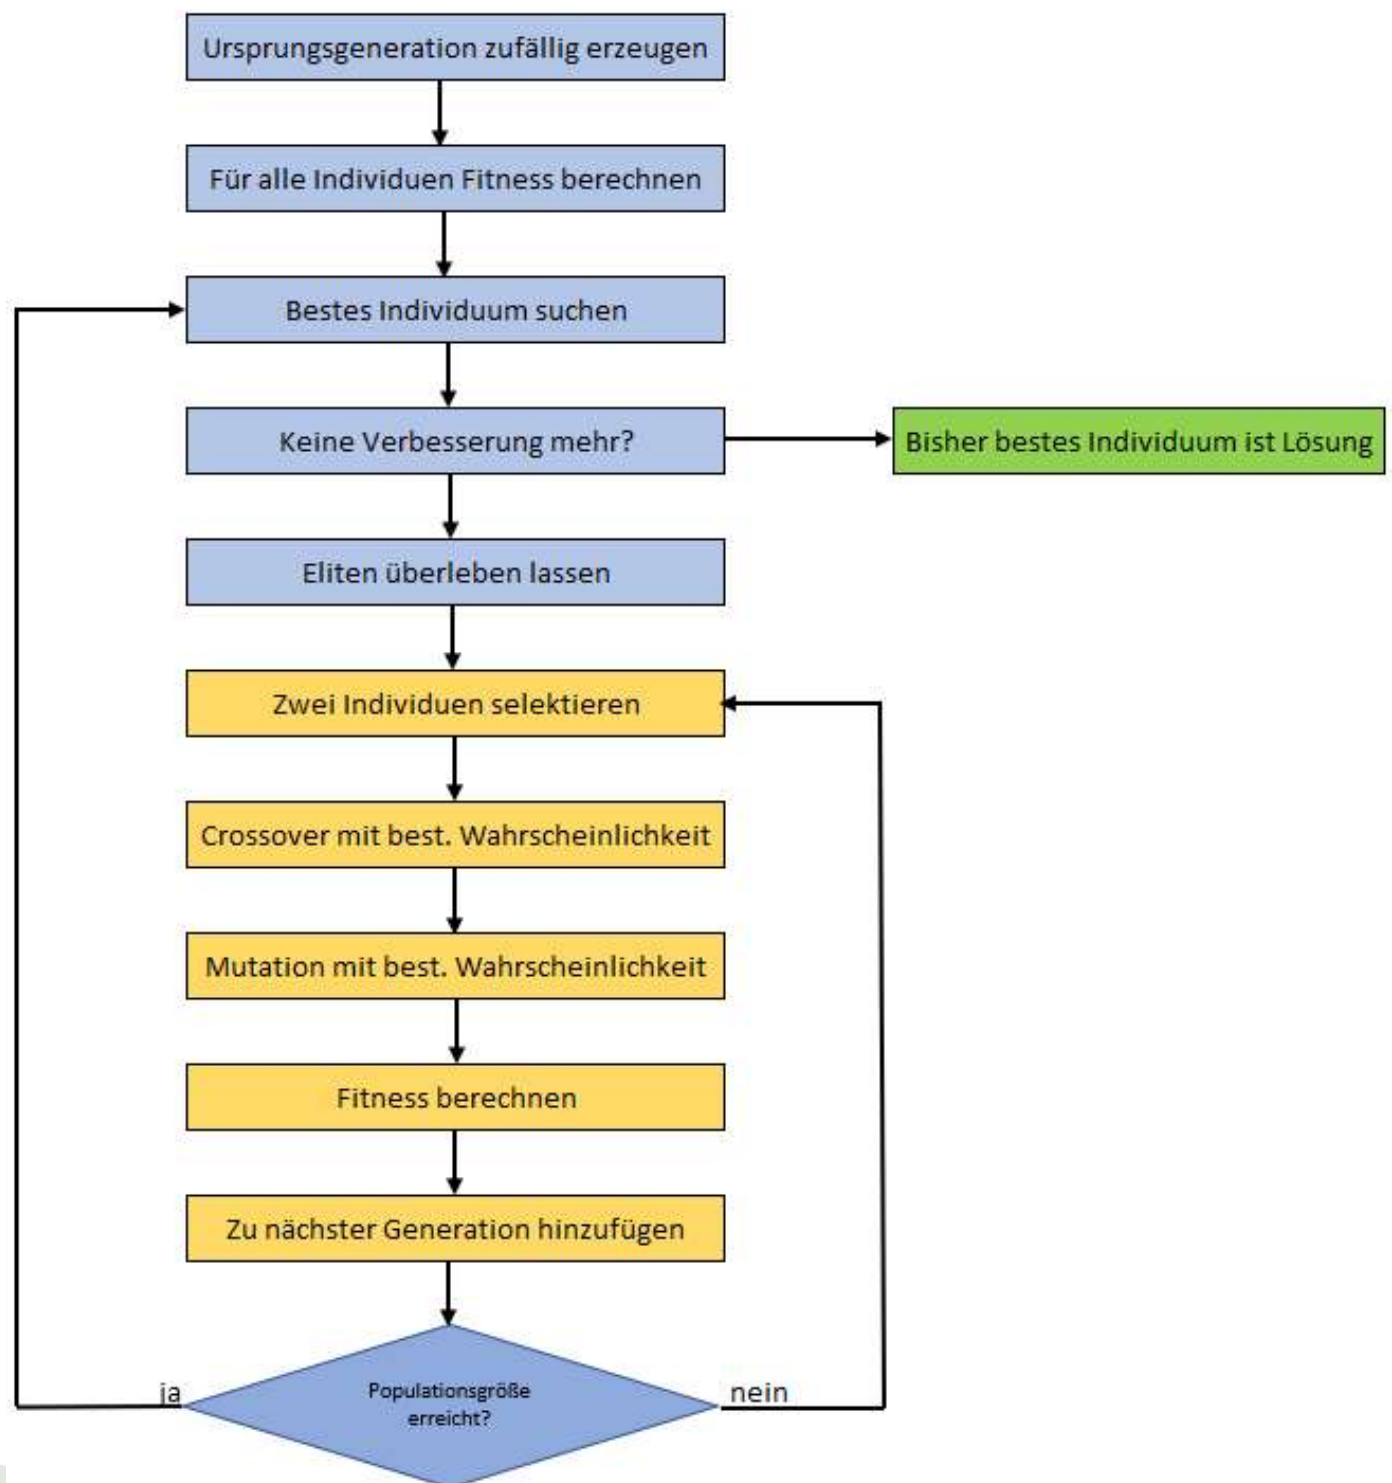 Ursprungsgeneration zufällig erzeugen
Für alle Individuen Fitness berechnen
Bestes Individuum suchen
Keine Verbesserung mehr?
Bisher bestes Individuum ist Lösung
Eliten überleben lassen
Zwei Individuen selektieren
Crossover mit best. Wahrscheinlichkeit
Mutation mit best. Wahrscheinlichkeit
Fitness berechnen
Zu nächster Generation hinzufügen
ja
Populationsgröße
erreicht?
nein